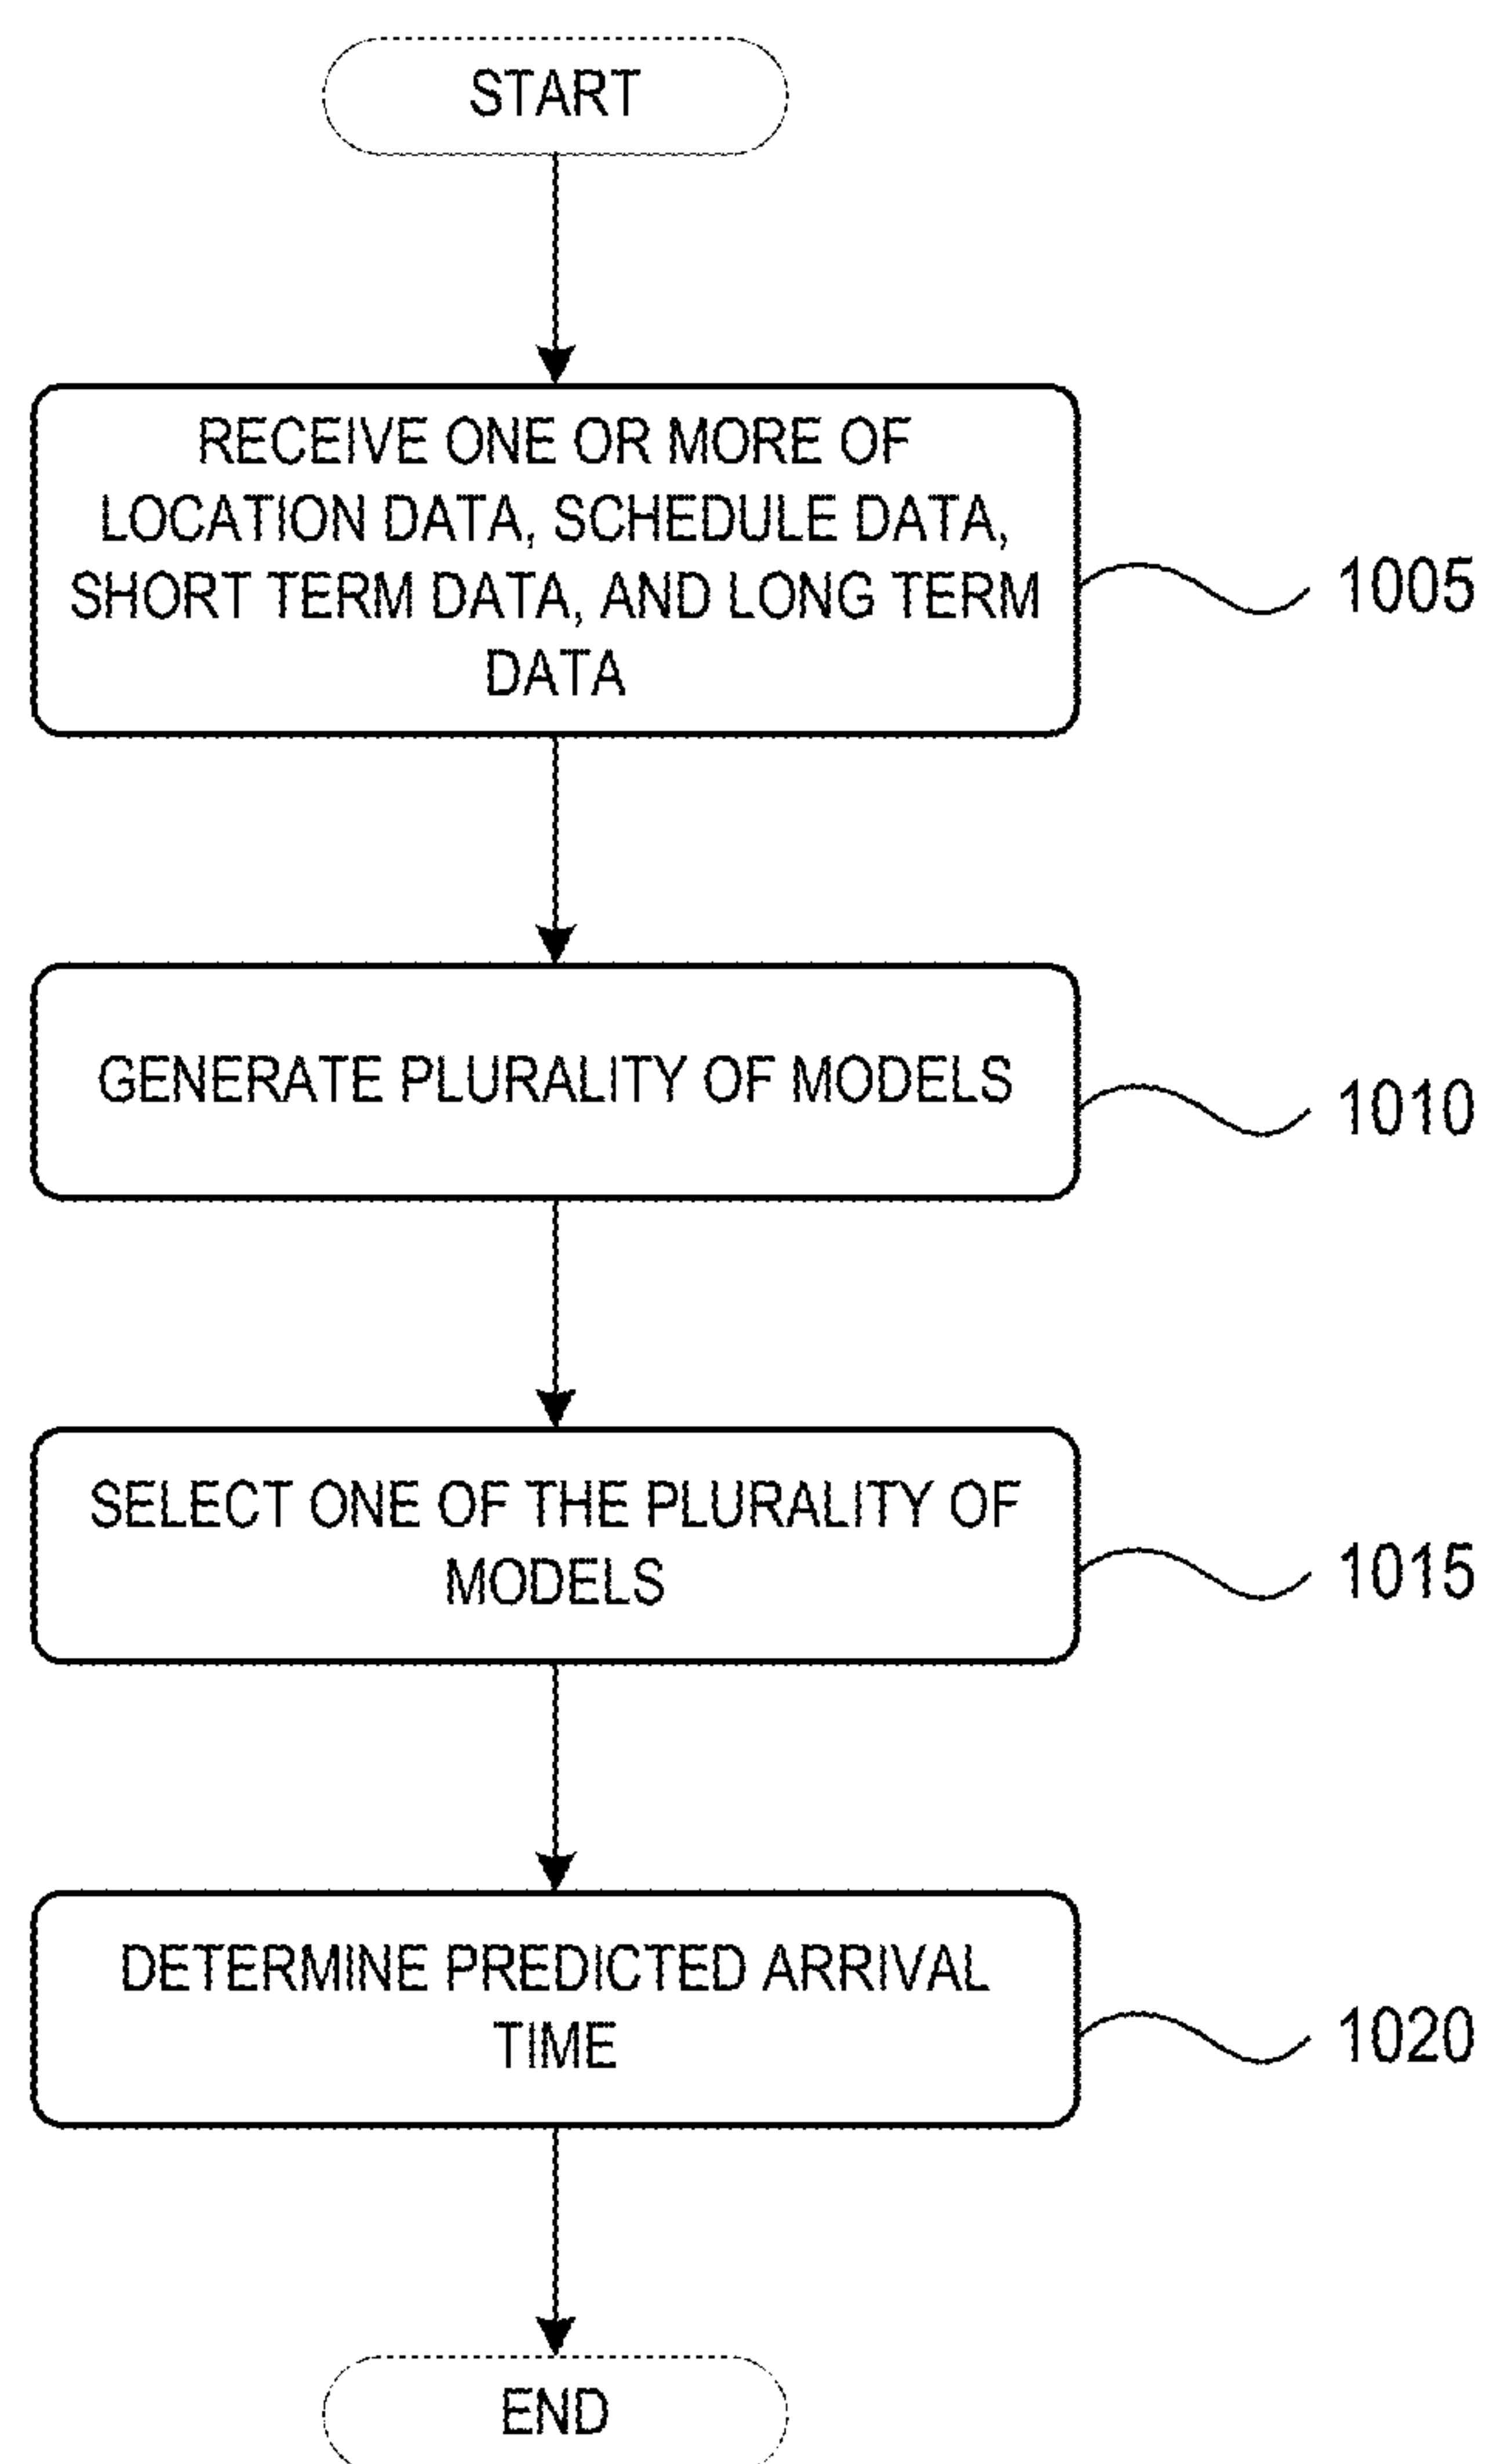 START
RECEIVE ONE OR MORE OF
LOCATION DATA, SCHEDULE DATA,
SHORT TERM DATA, AND LONG TERM
DATA
1005
GENERATE PLURALITY OF MODELS
1010
SELECT ONE OF THE PLURALITY OF
MODELS
1015
DETERMINE PREDICTED ARRIVAL
TIME
1020
END